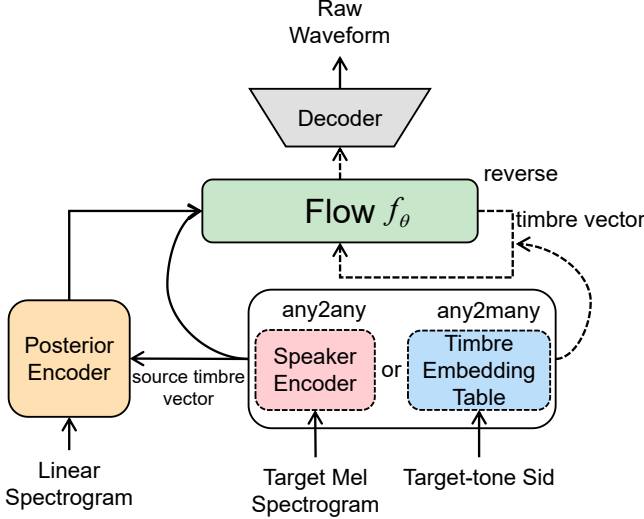 Raw
Waveform
Decoder
reverse
Flow fθ
timbre vector
any2any
any2many
Posterior
Encoder
source timbre
vector
Speaker
Encoder
or
Timbre
Embedding
Table
Linear
Spectrogram
Target Mel
Spectrogram
Target-tone Sid